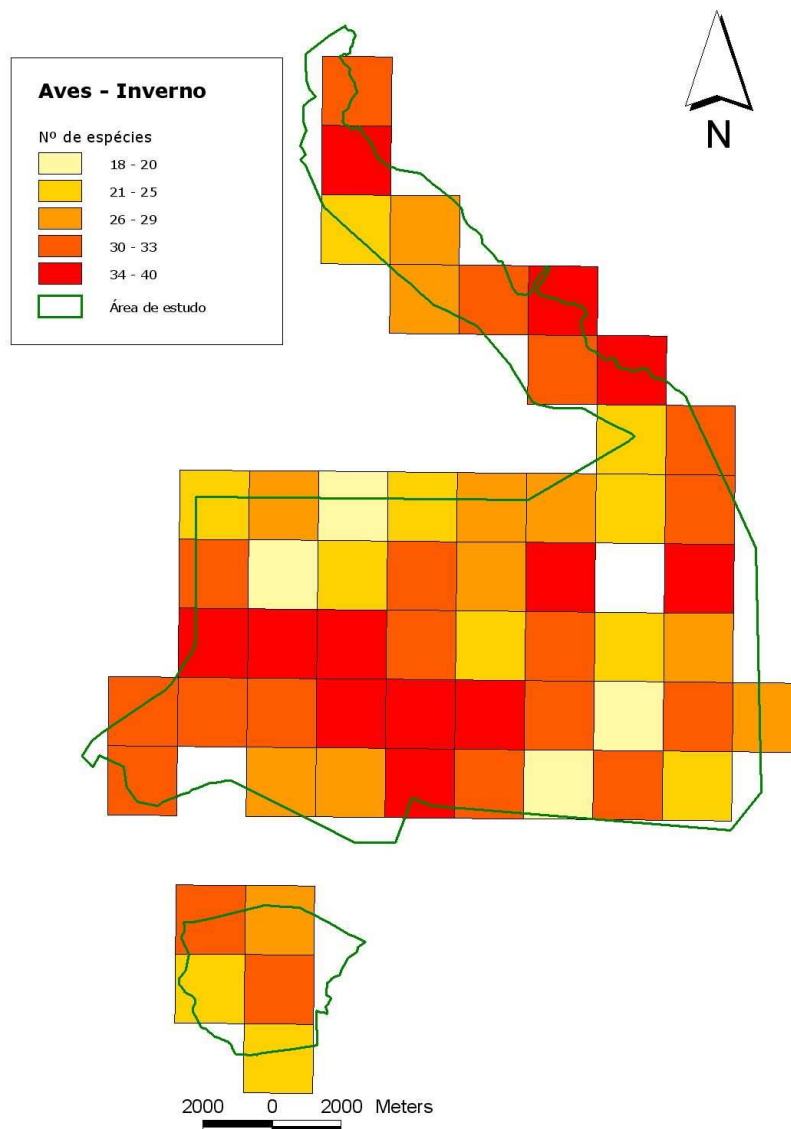 Aves - Inverno
Nº de espécies
18 - 20
21 - 25
26 - 29
30 - 33
34 - 40
Área de estudo
N
2000 0 2000 Meters